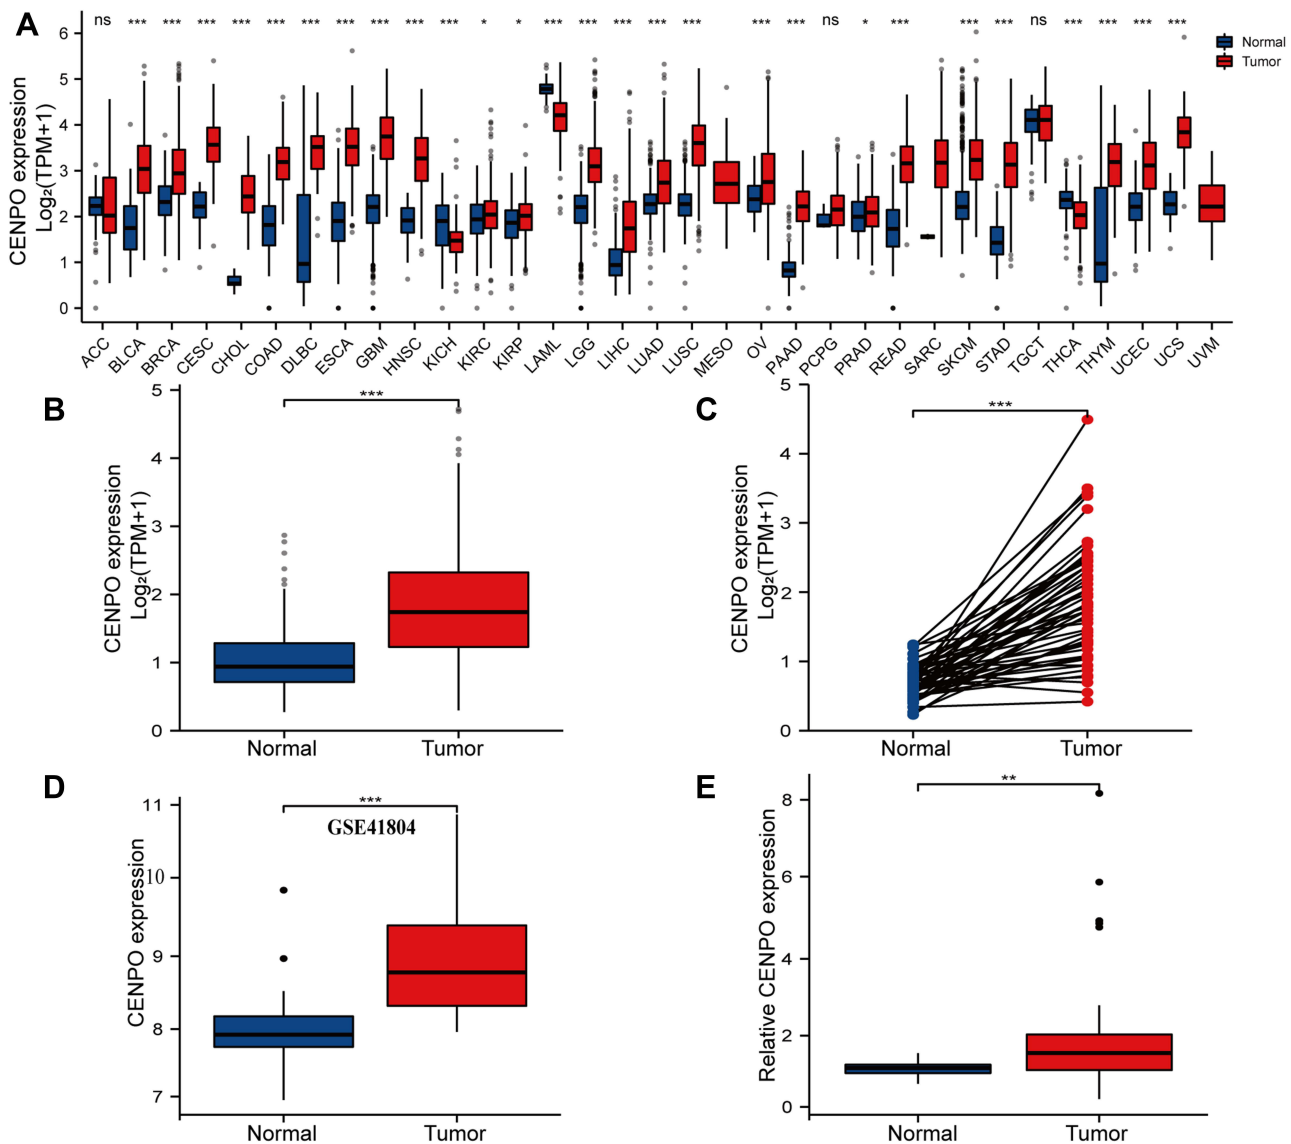 A
ns *** *** *** *** *** *** *** *** *** *** * * *** *** *** *** *** *** *** ns * *** *** *** ns *** *** *** ***
Normal
Tumor
CENPO expression
Log₂(TPM+1)
6
5
4
3
2
1
0
ACC BLCA BRCA CESC CHOL COAD DLBC ESCA GBM HNSC KICH KIRC KIRP LAML LGG LIHC LUAD LUSC MESO OV PAAD PCPG PRAD READ SARC SKCM STAD TGCT THCA THYM UCEC UCS UVM
B
***
CENPO expression
Log₂(TPM+1)
5
4
3
2
1
0
Normal Tumor
C
***
CENPO expression
Log₂(TPM+1)
5
4
3
2
1
0
Normal Tumor
D
***
GSE41804
CENPO expression
11
10
9
8
7
Normal Tumor
E
**
Relative CENPO expression
8
6
4
2
0
Normal Tumor